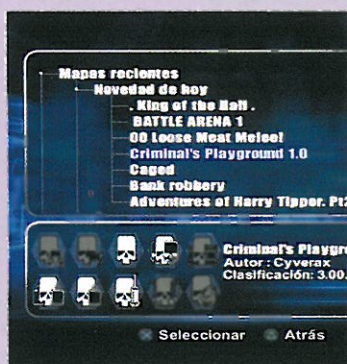 Mapas recientes
Novedad de hoy
. King of the Hall .
BATTLE ARENA 1
00 Loose Meat Melee!
Criminal's Playground 1.0
Caged
Bank robbery
Adventures of Harry Tipper. Pt2
Criminal's Playgro
Autor : Cyverax
Clasificación: 3.00.
Seleccionar Atrás